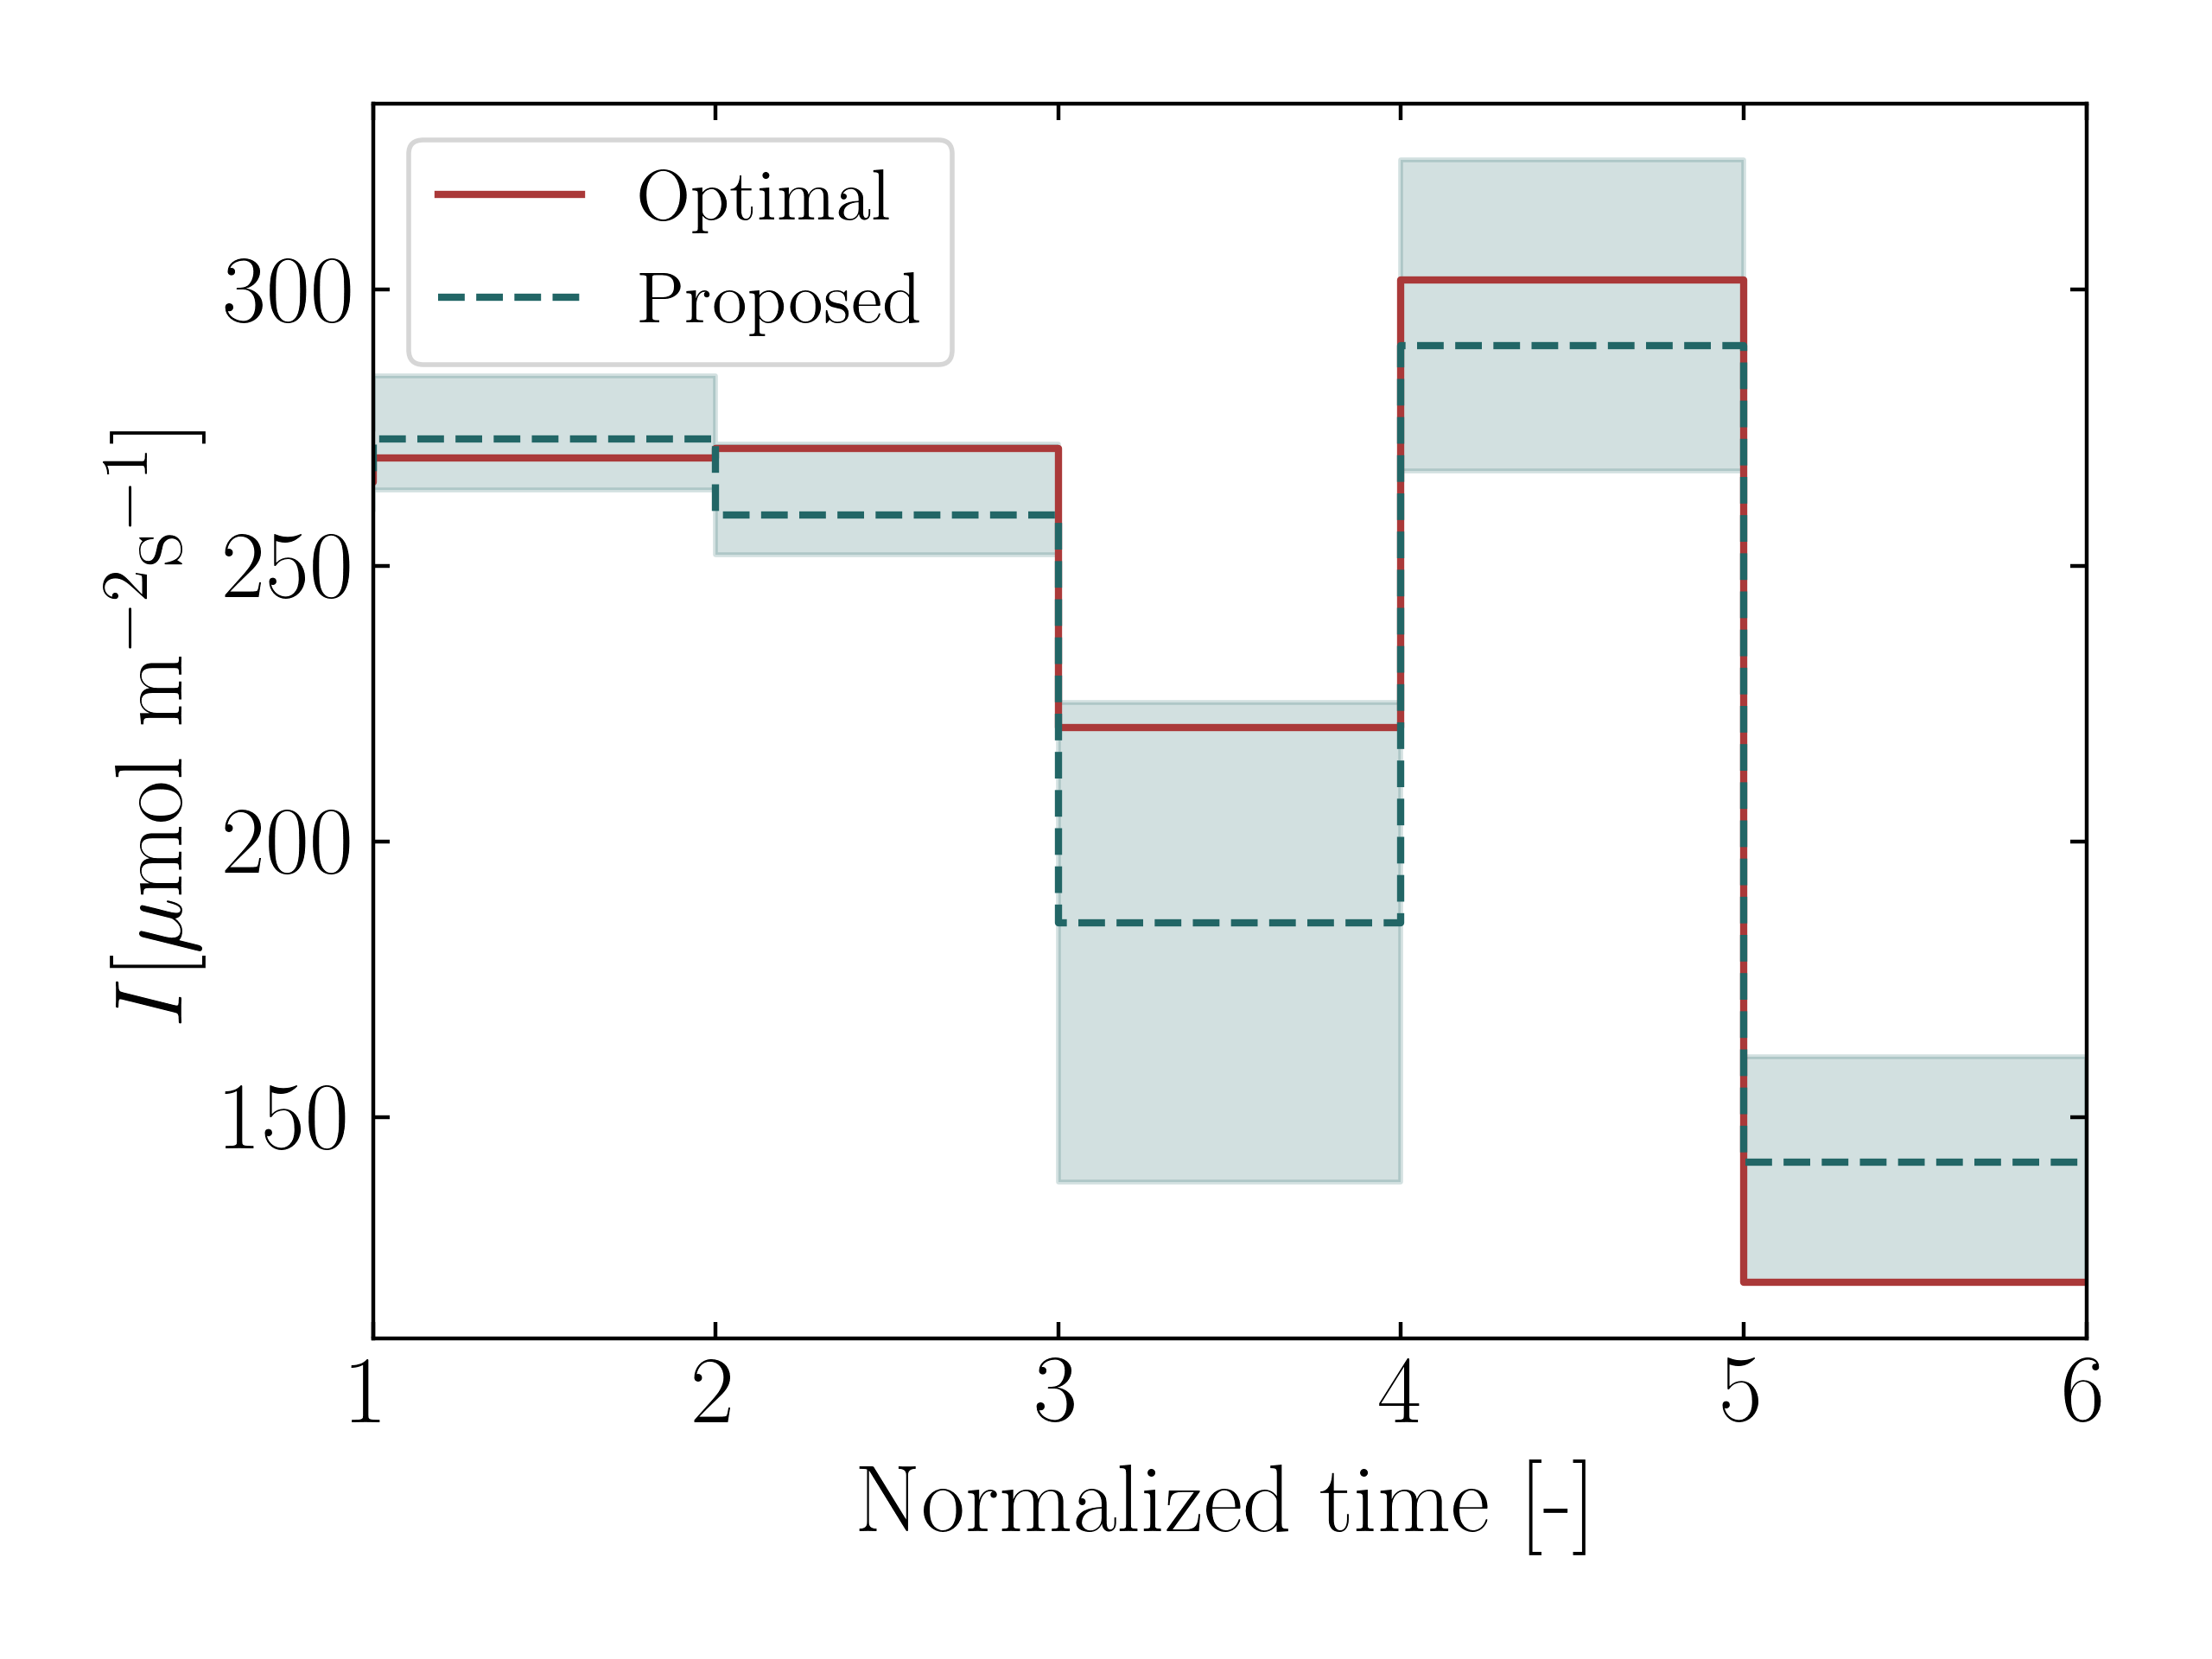 Optimal
Proposed
300
250
200
150
I[μmol m⁻²s⁻¹]
1 2 3 4 5 6
Normalized time [-]